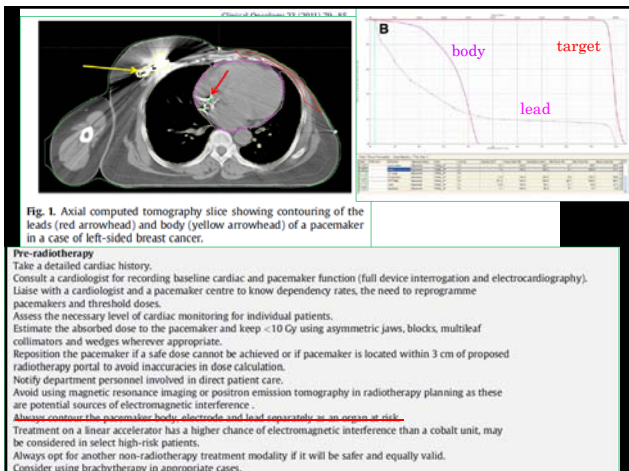 Clinical Oncology 23 (2011) 79–85
B
body
target
lead
Fig. 1. Axial computed tomography slice showing contouring of the
leads (red arrowhead) and body (yellow arrowhead) of a pacemaker
in a case of left-sided breast cancer.
Pre-radiotherapy
Take a detailed cardiac history.
Consult a cardiologist for recording baseline cardiac and pacemaker function (full device interrogation and electrocardiography).
Liaise with a cardiologist and a pacemaker centre to know dependency rates, the need to reprogramme
pacemakers and threshold doses.
Assess the necessary level of cardiac monitoring for individual patients.
Estimate the absorbed dose to the pacemaker and keep <10 Gy using asymmetric jaws, blocks, multileaf
collimators and wedges wherever appropriate.
Reposition the pacemaker if a safe dose cannot be achieved or if pacemaker is located within 3 cm of proposed
radiotherapy portal to avoid inaccuracies in dose calculation.
Notify department personnel involved in direct patient care.
Avoid using magnetic resonance imaging or positron emission tomography in radiotherapy planning as these
are potential sources of electromagnetic interference .
Always contour the pacemaker body, electrode and lead separately as an organ at risk.
Treatment on a linear accelerator has a higher chance of electromagnetic interference than a cobalt unit, may
be considered in select high-risk patients.
Always opt for another non-radiotherapy treatment modality if it will be safer and equally valid.
Consider using brachytherapy in appropriate cases.